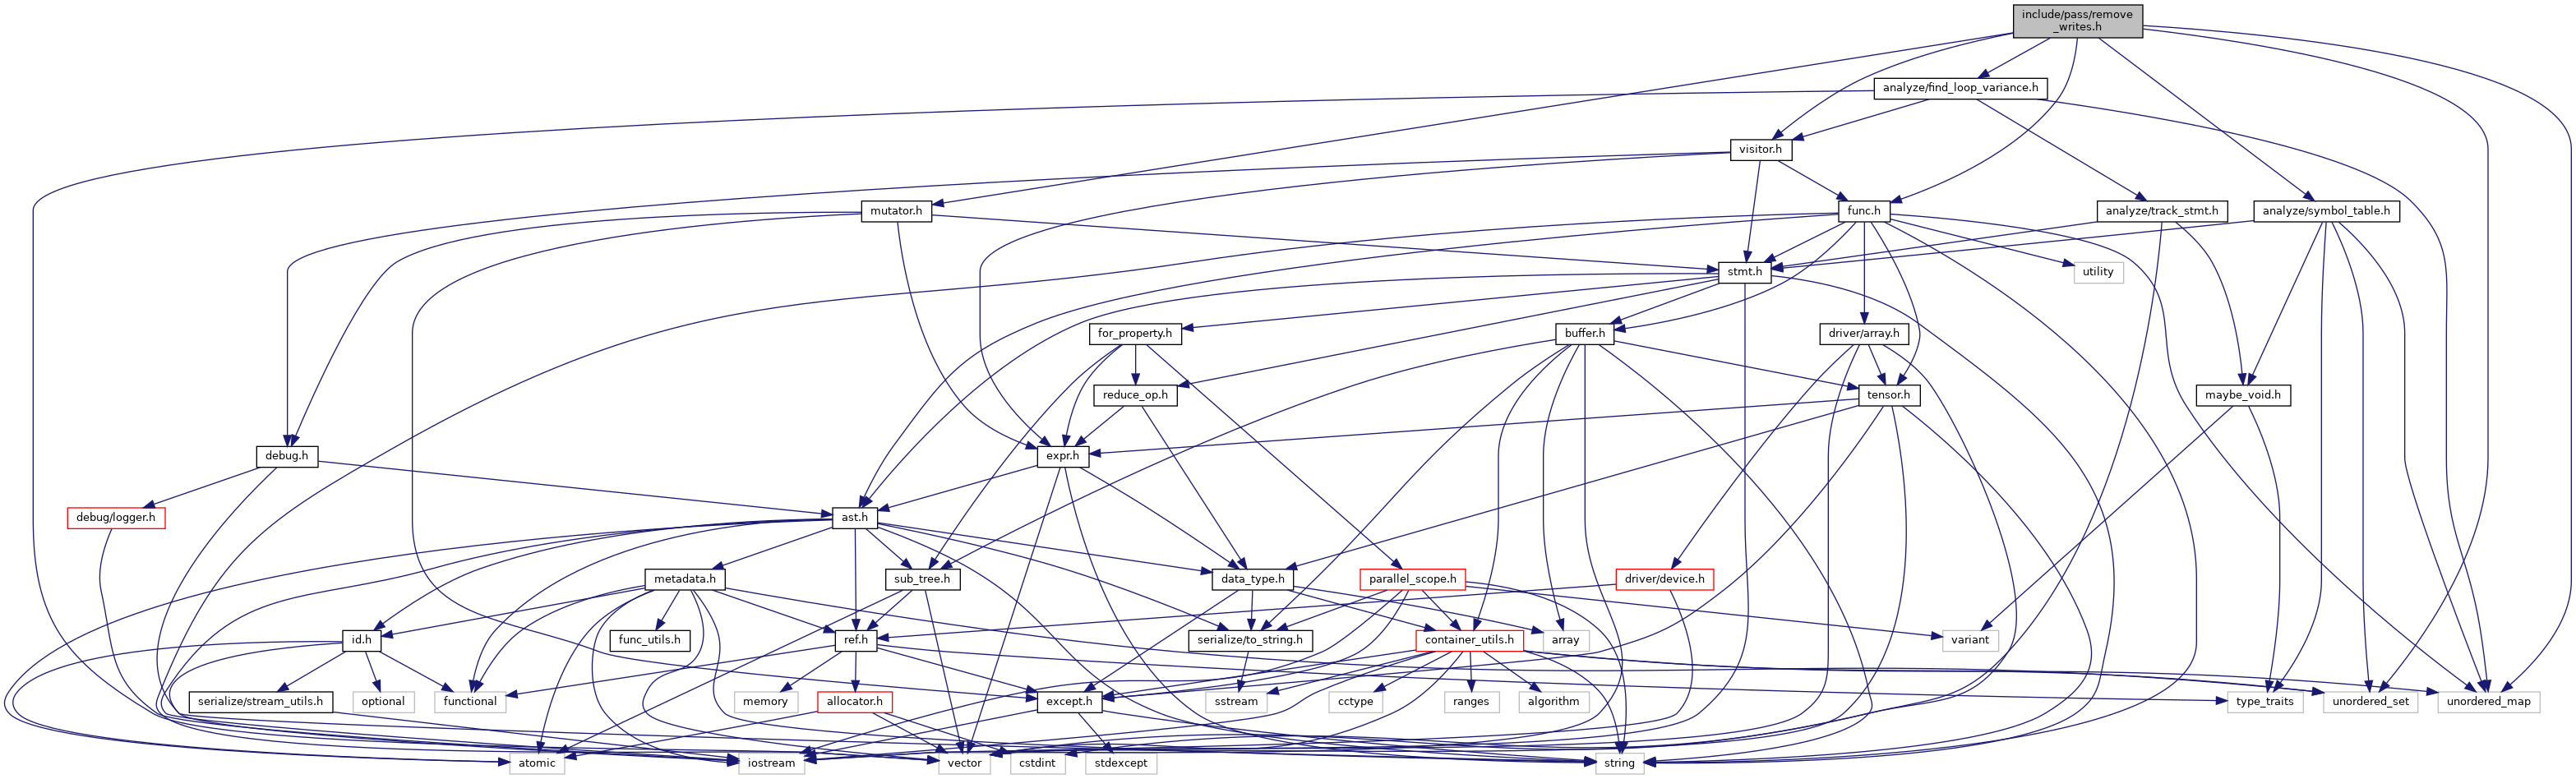 include/pass/remove
_writes.h
analyze/find_loop_variance.h
visitor.h
mutator.h
func.h
analyze/track_stmt.h
analyze/symbol_table.h
stmt.h
utility
for_property.h
buffer.h
driver/array.h
reduce_op.h
tensor.h
maybe_void.h
debug.h
expr.h
debug/logger.h
ast.h
metadata.h
sub_tree.h
data_type.h
parallel_scope.h
driver/device.h
id.h
func_utils.h
ref.h
serialize/to_string.h
container_utils.h
array
variant
serialize/stream_utils.h
optional
functional
memory
allocator.h
except.h
sstream
cctype
ranges
algorithm
type_traits
unordered_set
unordered_map
atomic
iostream
vector
cstdint
stdexcept
string